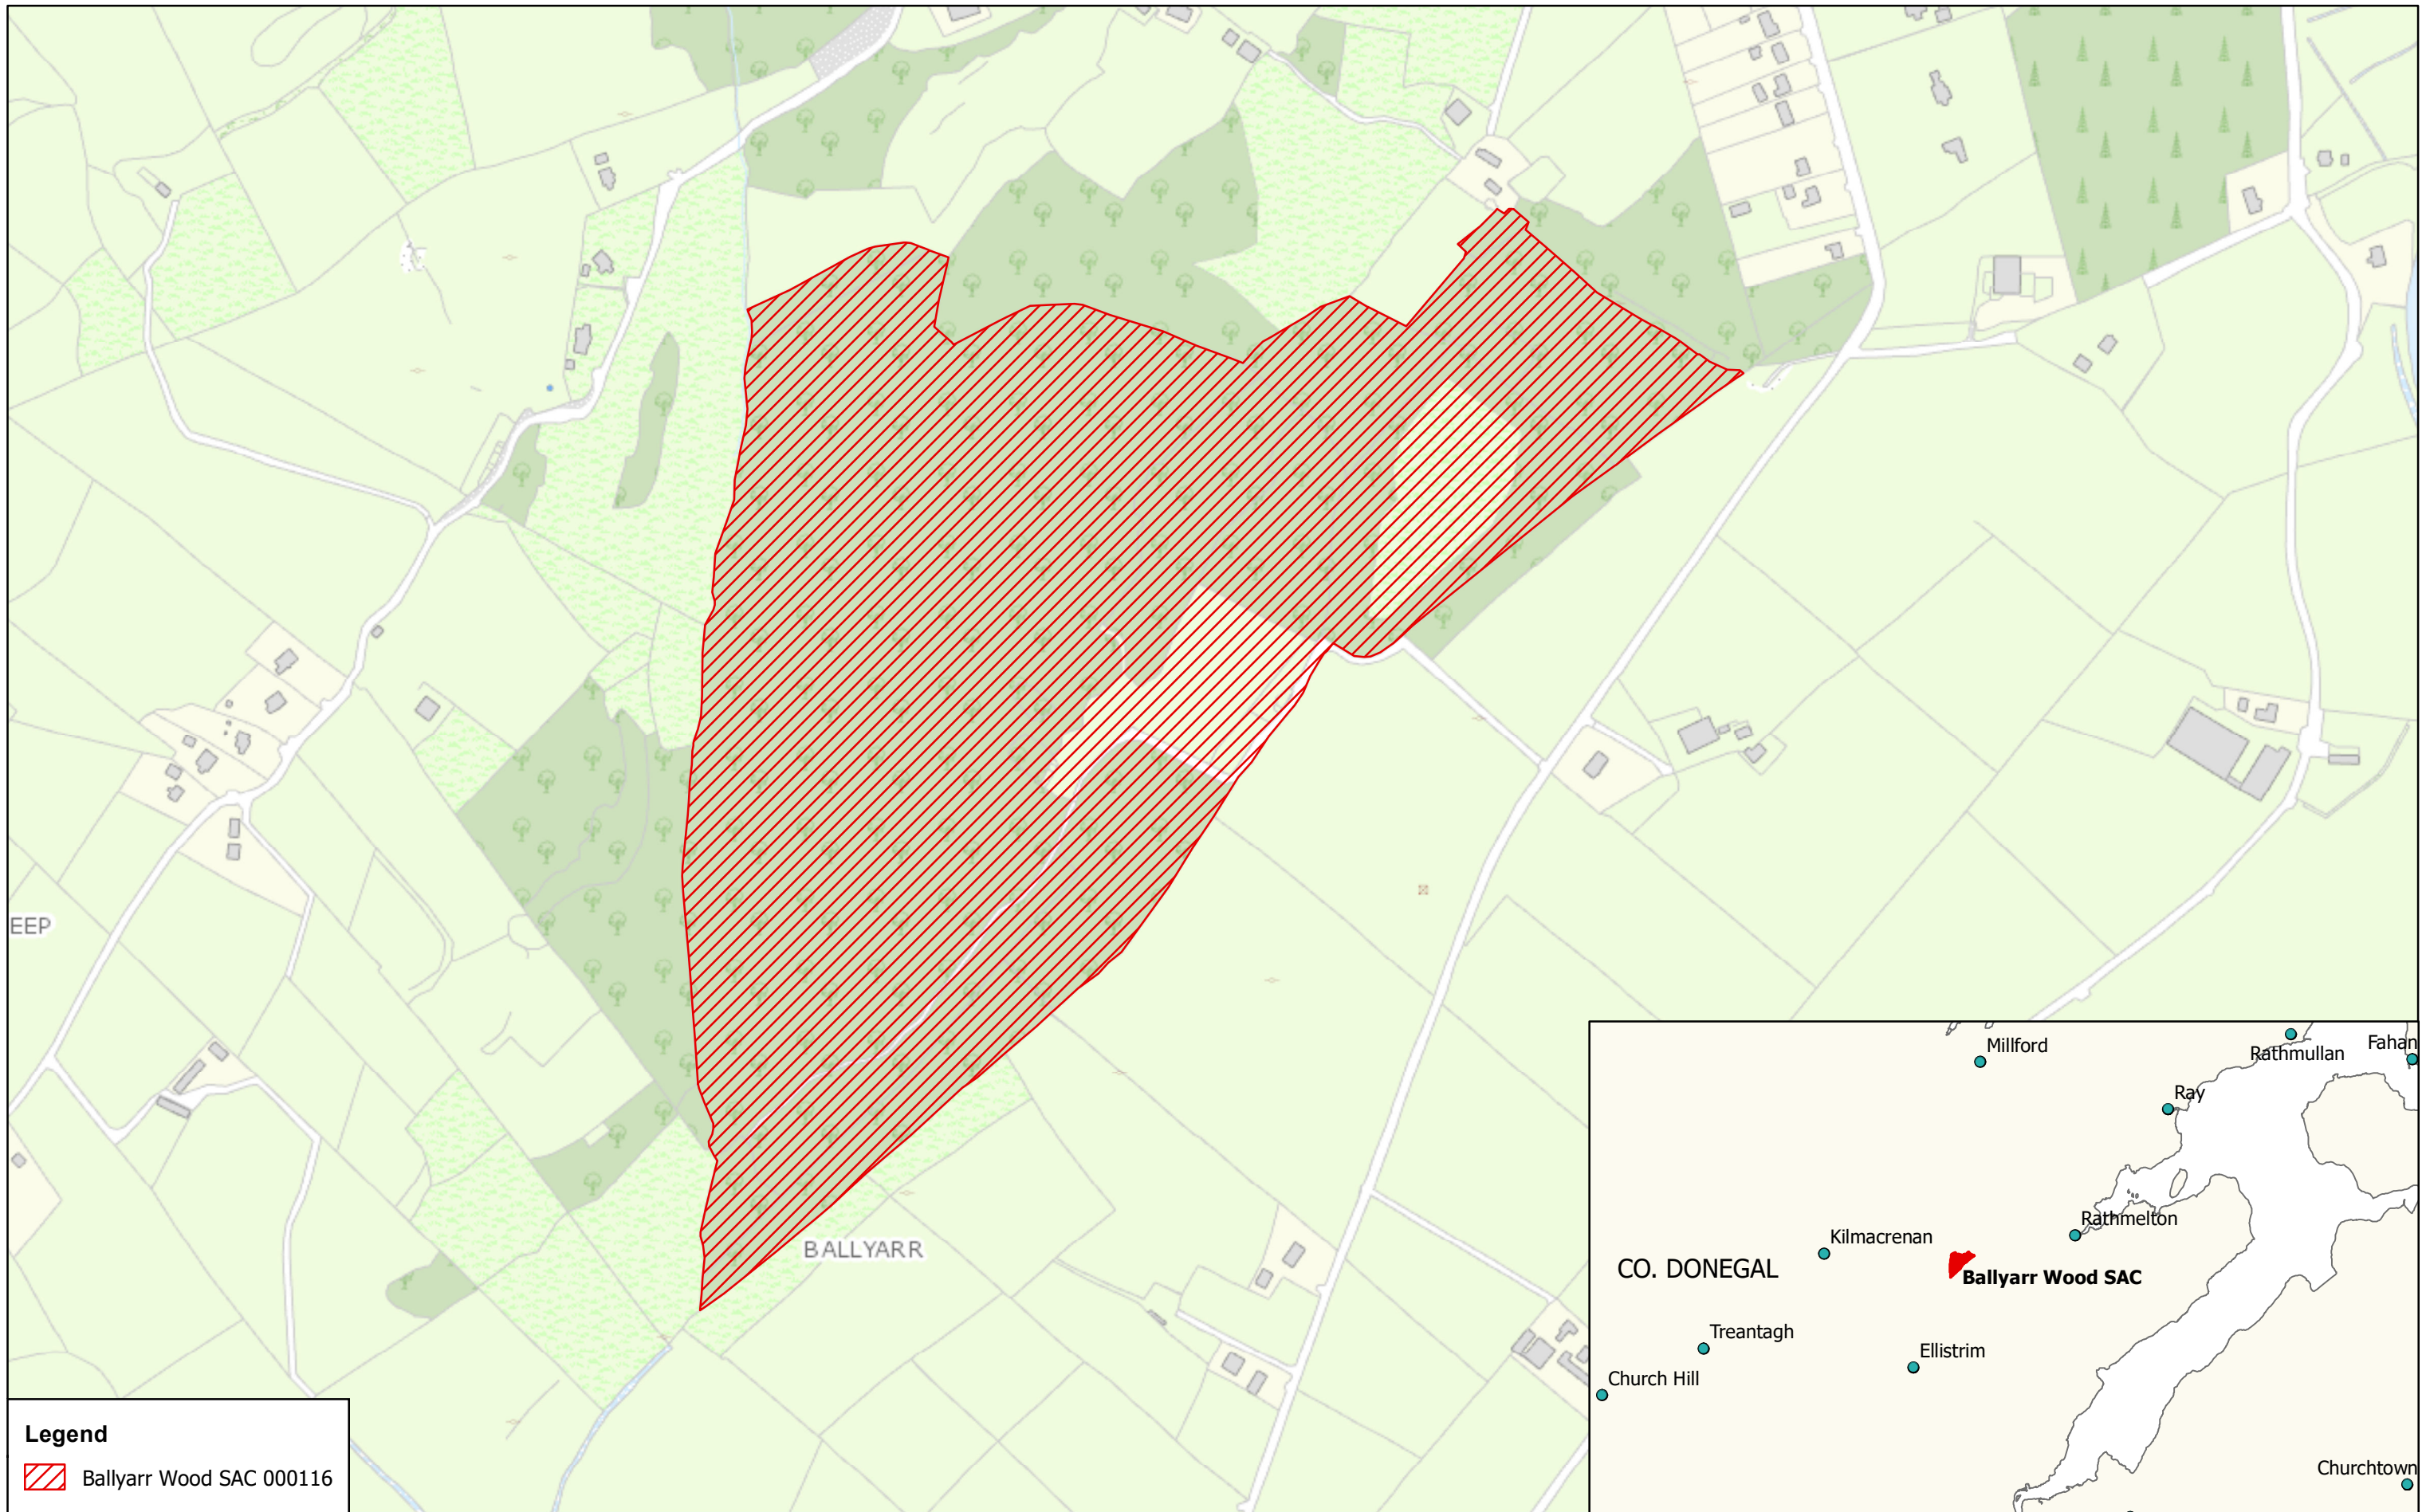 EEP
BALLYARR
Legend
Ballyarr Wood SAC 000116
Millford
Rathmullan
Fahan
Ray
Rathmelton
Kilmacrenan
CO. DONEGAL
Ballyarr Wood SAC
Treantagh
Ellistrim
Church Hill
Churchtown